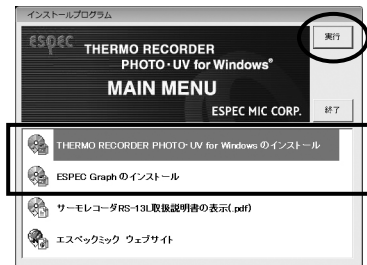 インストールプログラム
ESPEC THERMO RECORDER
PHOTO・UV for Windows®
MAIN MENU
ESPEC MIC CORP.
実行
終了
THERMO RECORDER PHOTO・UV for Windows のインストール
ESPEC Graph のインストール
サーモレコーダRS-13L取扱説明書の表示(.pdf)
エスペックミック ウェブサイト